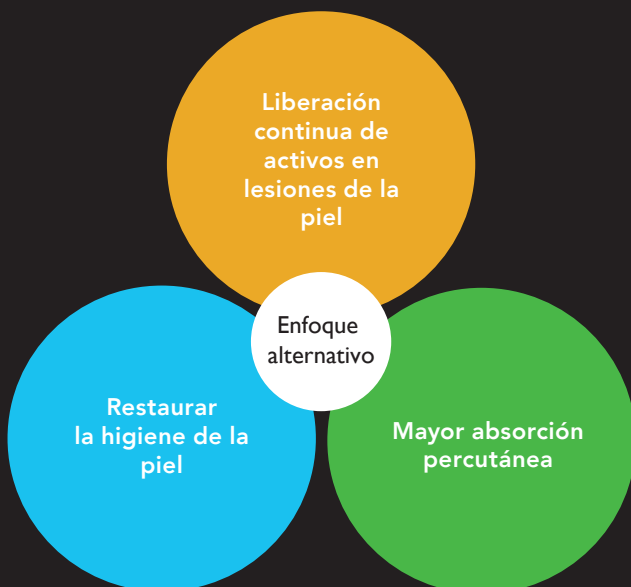 Liberación
continua de
activos en
lesiones de la
piel
Enfoque
alternativo
Restaurar
la higiene de la
piel
Mayor absorción
percutánea